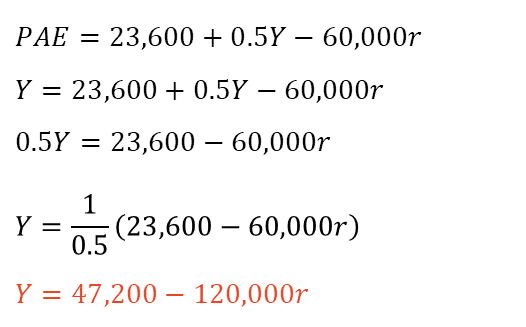 PAE = 23,600 + 0.5Y − 60,000r
Y = 23,600 + 0.5Y − 60,000r
0.5Y = 23,600 − 60,000r
Y = \frac{1}{0.5}(23,600 − 60,000r)
Y = 47,200 − 120,000r